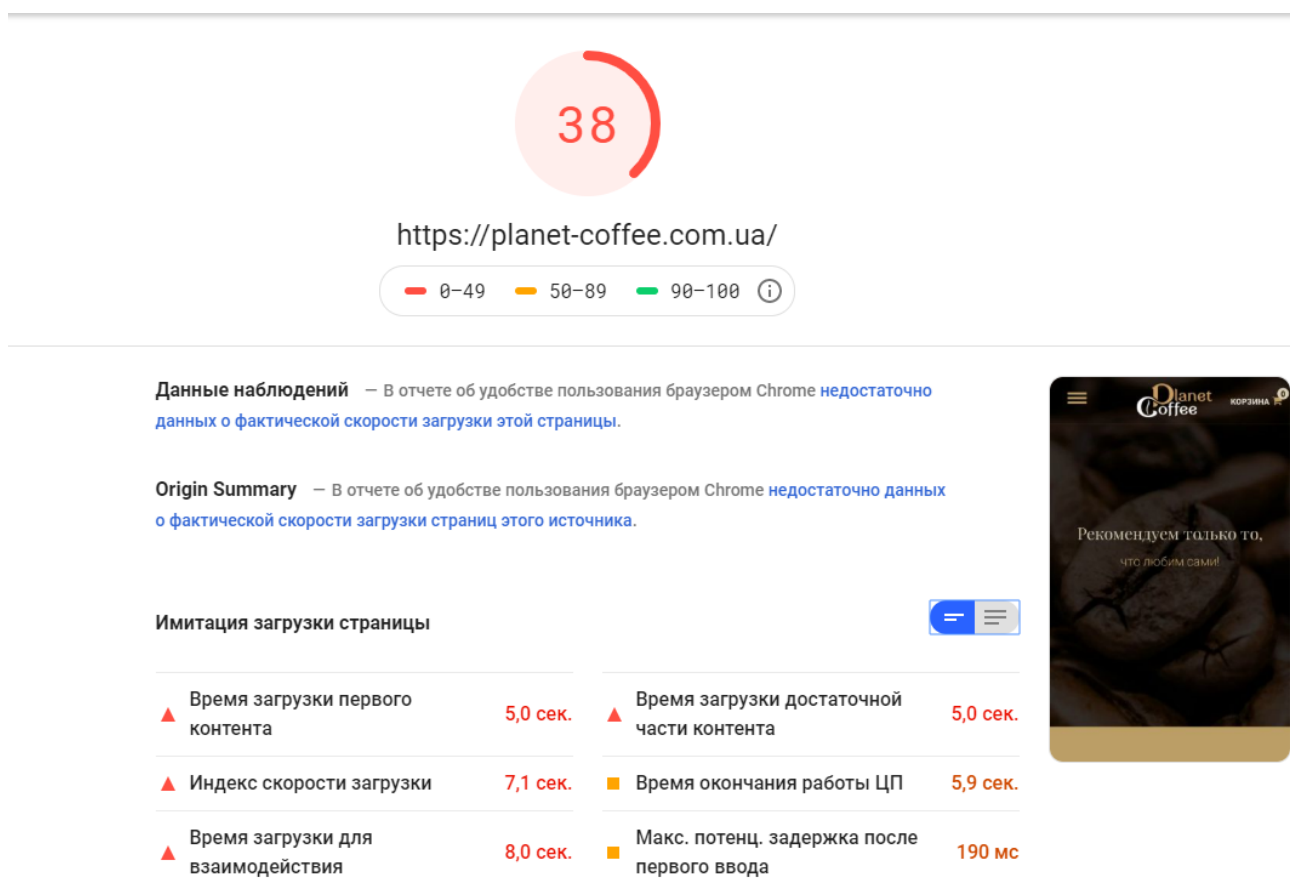 38
https://planet-coffee.com.ua/
0–49 50–89 90–100
Данные наблюдений — В отчете об удобстве пользования браузером Chrome недостаточно
данных о фактической скорости загрузки этой страницы.
Origin Summary — В отчете об удобстве пользования браузером Chrome недостаточно данных
о фактической скорости загрузки страниц этого источника.
Имитация загрузки страницы
Время загрузки первого
контента
5,0 сек.
Время загрузки достаточной
части контента
5,0 сек.
Индекс скорости загрузки
7,1 сек.
Время окончания работы ЦП
5,9 сек.
Время загрузки для
взаимодействия
8,0 сек.
Макс. потенц. задержка после
первого ввода
190 мс
Planet
Coffee
КОРЗИНА 0
Рекомендуем только то,
что любим сами!